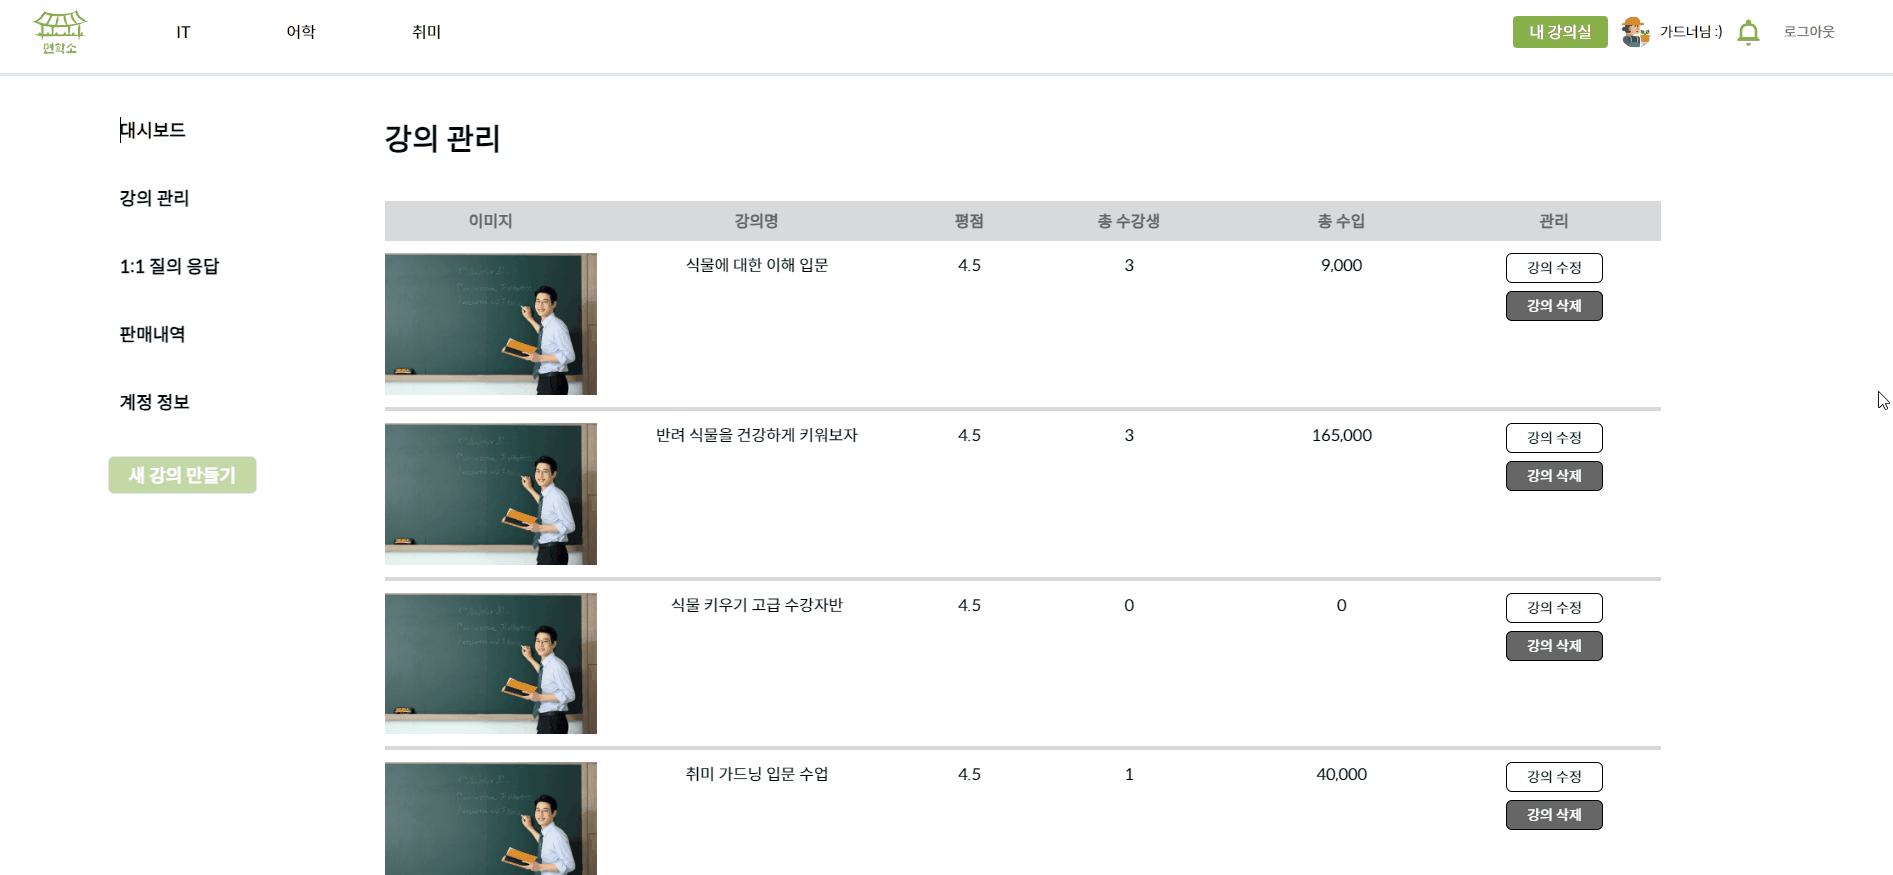 면학소
IT
어학
취미
내 강의실
가드너님 :)
로그아웃
대시보드
강의 관리
1:1 질의 응답
판매내역
계정 정보
새 강의 만들기
강의 관리
이미지 강의명 평점 총 수강생 총 수입 관리
식물에 대한 이해 입문 4.5 3 9,000 강의 수정
강의 삭제
반려 식물을 건강하게 키워보자 4.5 3 165,000 강의 수정
강의 삭제
식물 키우기 고급 수강자반 4.5 0 0 강의 수정
강의 삭제
취미 가드닝 입문 수업 4.5 1 40,000 강의 수정
강의 삭제